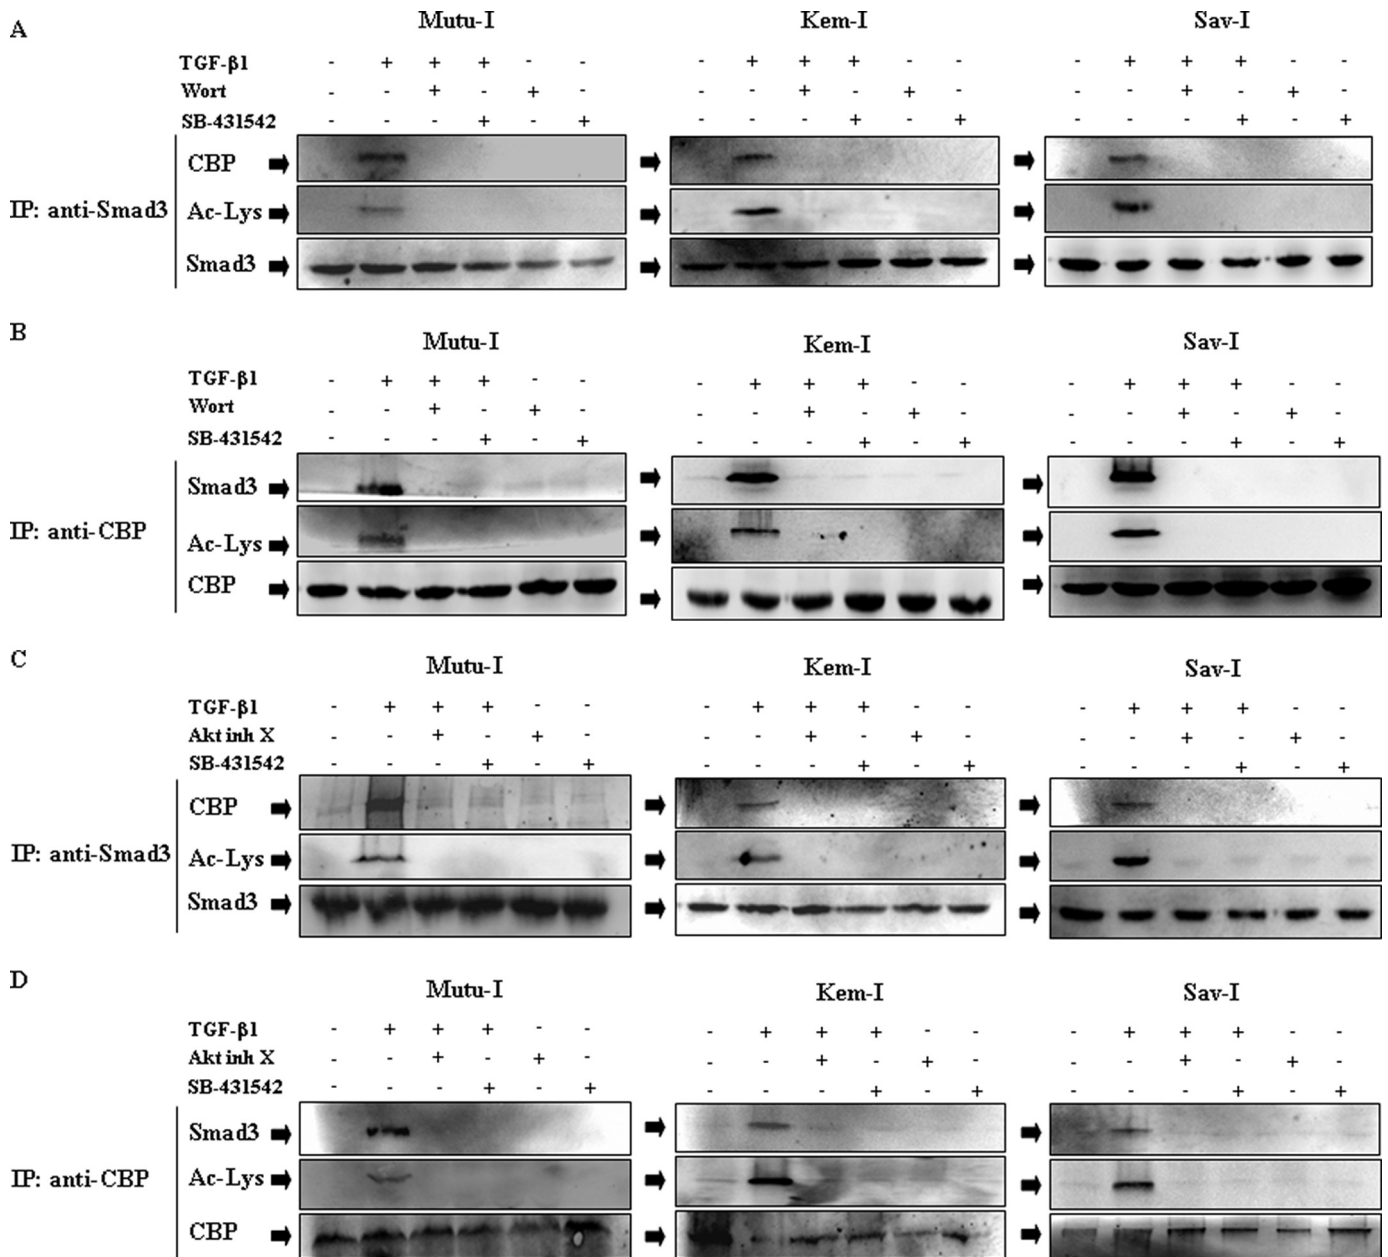 A
Mutu-I Kem-I Sav-I
TGF-β1 - + + + - - - + + + - - - + + + - -
Wort - - + - + - - - + - + - - - + - + -
SB-431542 - - - + - + - - - + - + - - - + - +
CBP
IP: anti-Smad3 Ac-Lys
Smad3
B
Mutu-I Kem-I Sav-I
TGF-β1 - + + + - - - + + + - - - + + + - -
Wort - - + - + - - - + - + - - - + - + -
SB-431542 - - - + - + - - - + - + - - - + - +
Smad3
IP: anti-CBP Ac-Lys
CBP
C
Mutu-I Kem-I Sav-I
TGF-β1 - + + + - - - + + + - - - + + + - -
Akt inh X - - + - + - - - + - + - - - + - + -
SB-431542 - - - + - + - - - + - + - - - + - +
CBP
IP: anti-Smad3 Ac-Lys
Smad3
D
Mutu-I Kem-I Sav-I
TGF-β1 - + + + - - - + + + - - - + + + - -
Akt inh X - - + - + - - - + - + - - - + - + -
SB-431542 - - - + - + - - - + - + - - - + - +
Smad3
IP: anti-CBP Ac-Lys
CBP